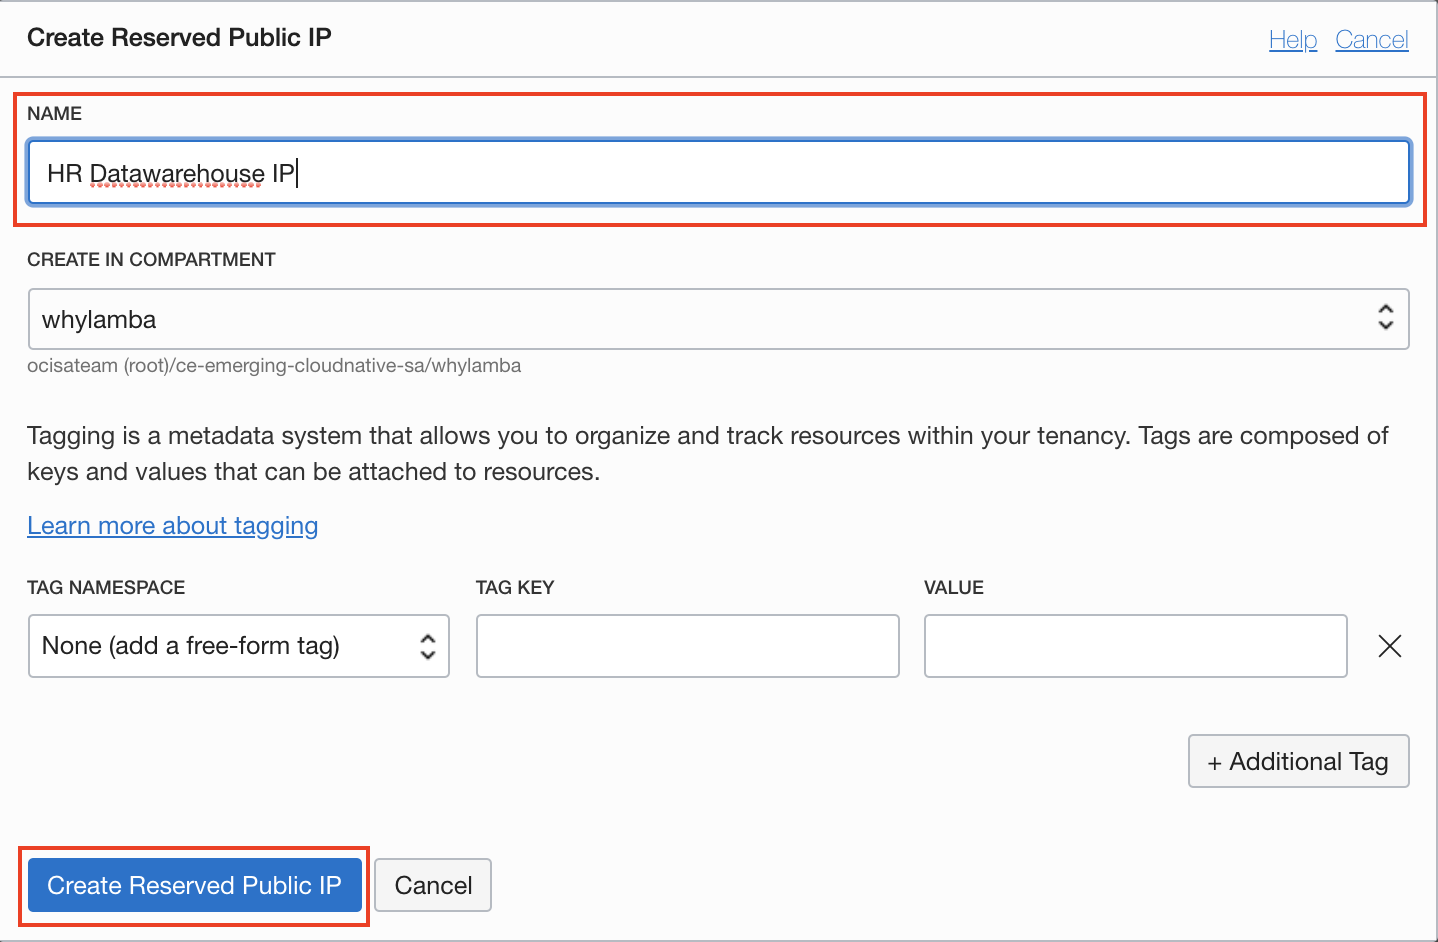 Create Reserved Public IP
Help Cancel
NAME
HR Datawarehouse IP
CREATE IN COMPARTMENT
whylamba
ocisateam (root)/ce-emerging-cloudnative-sa/whylamba
Tagging is a metadata system that allows you to organize and track resources within your tenancy. Tags are composed of
keys and values that can be attached to resources.
Learn more about tagging
TAG NAMESPACE TAG KEY VALUE
None (add a free-form tag)
+ Additional Tag
Create Reserved Public IP Cancel